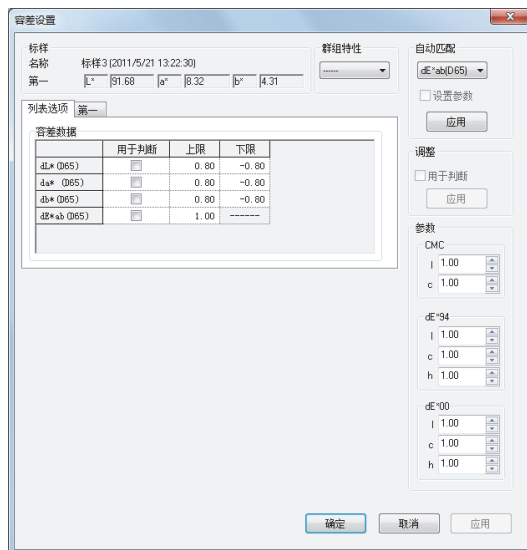 容差设置
标样
名称 标样3 (2011/5/21 13:22:30)
第一 L* 91.68 a* 8.32 b* 4.31
群组特性
------
自动匹配
dE*ab(D65)
设置参数
应用
列表选项 第一
容差数据
用于判断 上限 下限
dL* (D65) 0.80 -0.80
da* (D65) 0.80 -0.80
db* (D65) 0.80 -0.80
dE*ab (D65) 1.00 ------
调整
用于判断
应用
参数
CMC
l 1.00
c 1.00
dE*94
l 1.00
c 1.00
h 1.00
dE*00
l 1.00
c 1.00
h 1.00
确定 取消 应用